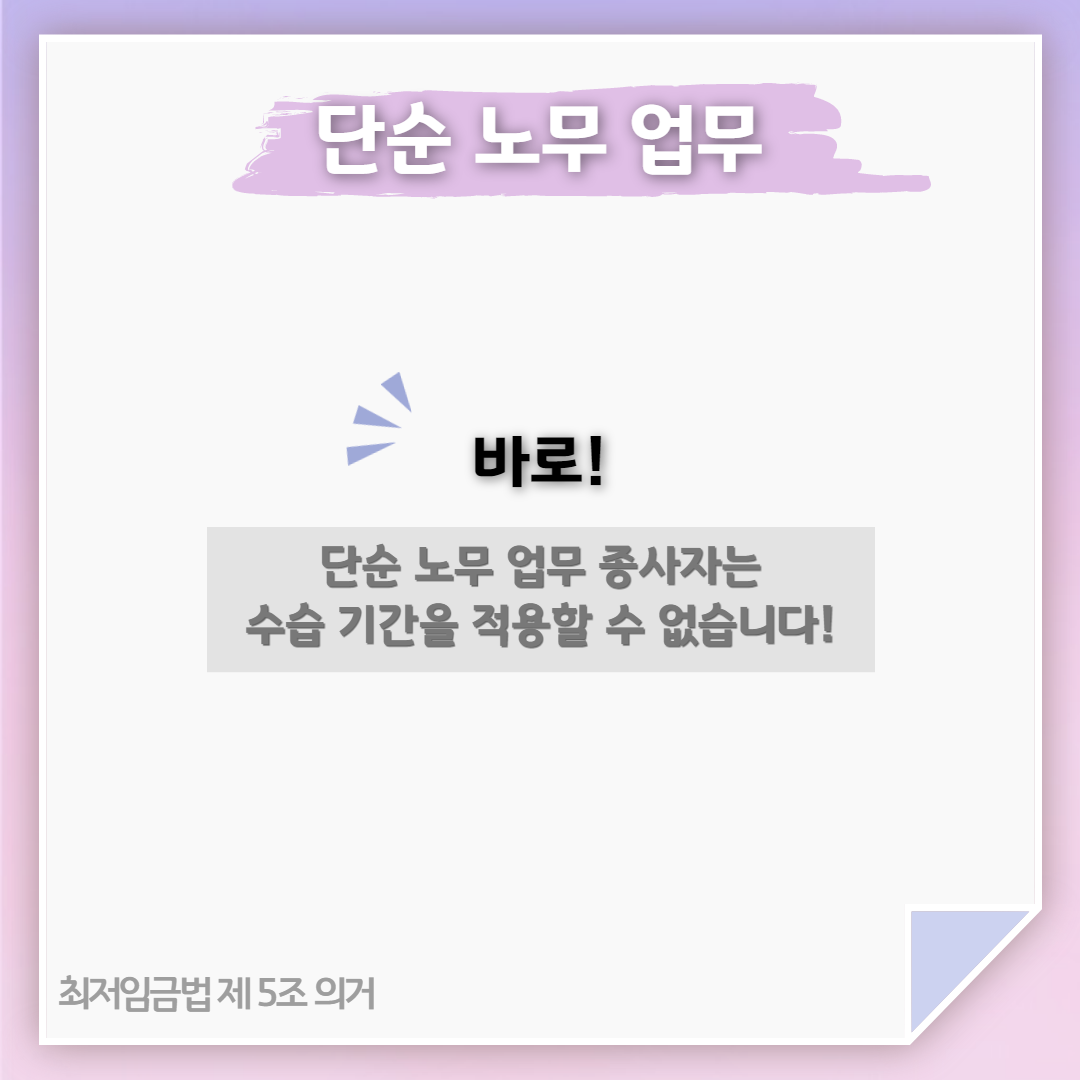 단순 노무 업무
바로!
단순 노무 업무 종사자는
수습 기간을 적용할 수 없습니다!
최저임금법 제 5조 의거